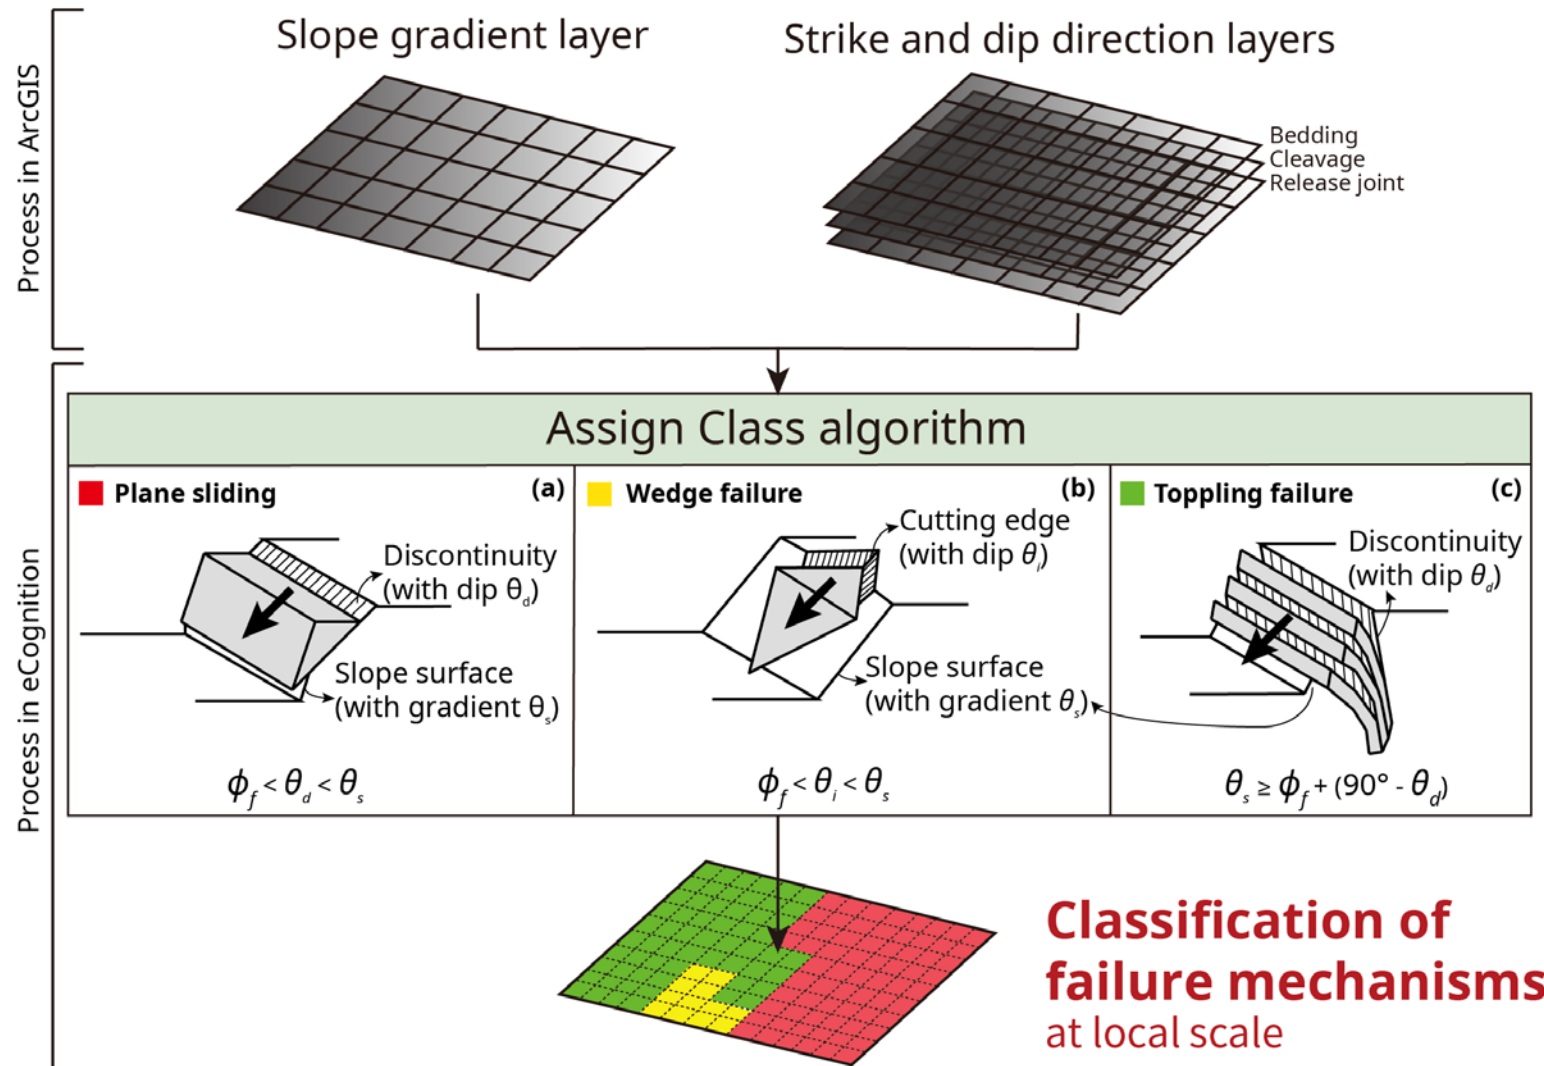 Process in ArcGIS
Slope gradient layer
Strike and dip direction layers
Bedding
Cleavage
Release joint
Process in eCognition
Assign Class algorithm
Plane sliding
(a)
Discontinuity
(with dip θd)
Slope surface
(with gradient θs)
ϕf < θd < θs
Wedge failure
(b)
Cutting edge
(with dip θi)
Slope surface
(with gradient θs)
ϕf < θi < θs
Toppling failure
(c)
Discontinuity
(with dip θd)
θs ≥ ϕf + (90° - θd)
Classification of
failure mechanisms
at local scale